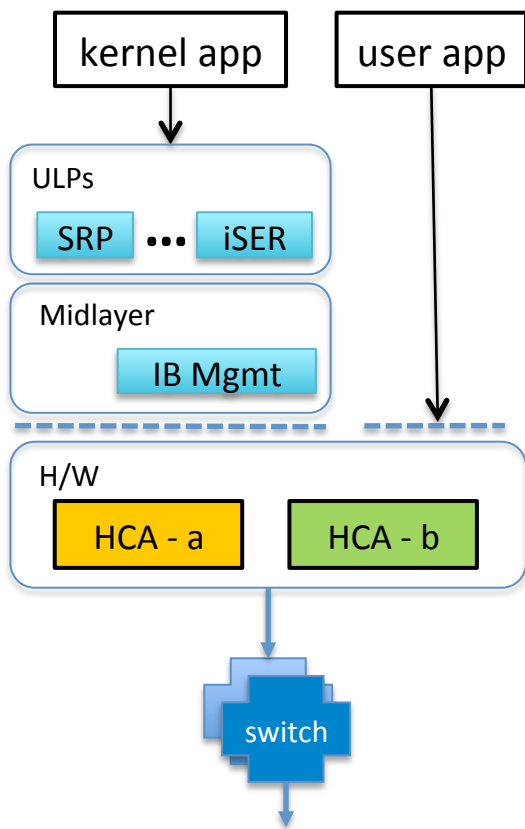 kernel app
user app
ULPs
SRP ... iSER
Midlayer
IB Mgmt
H/W
HCA - a
HCA - b
switch